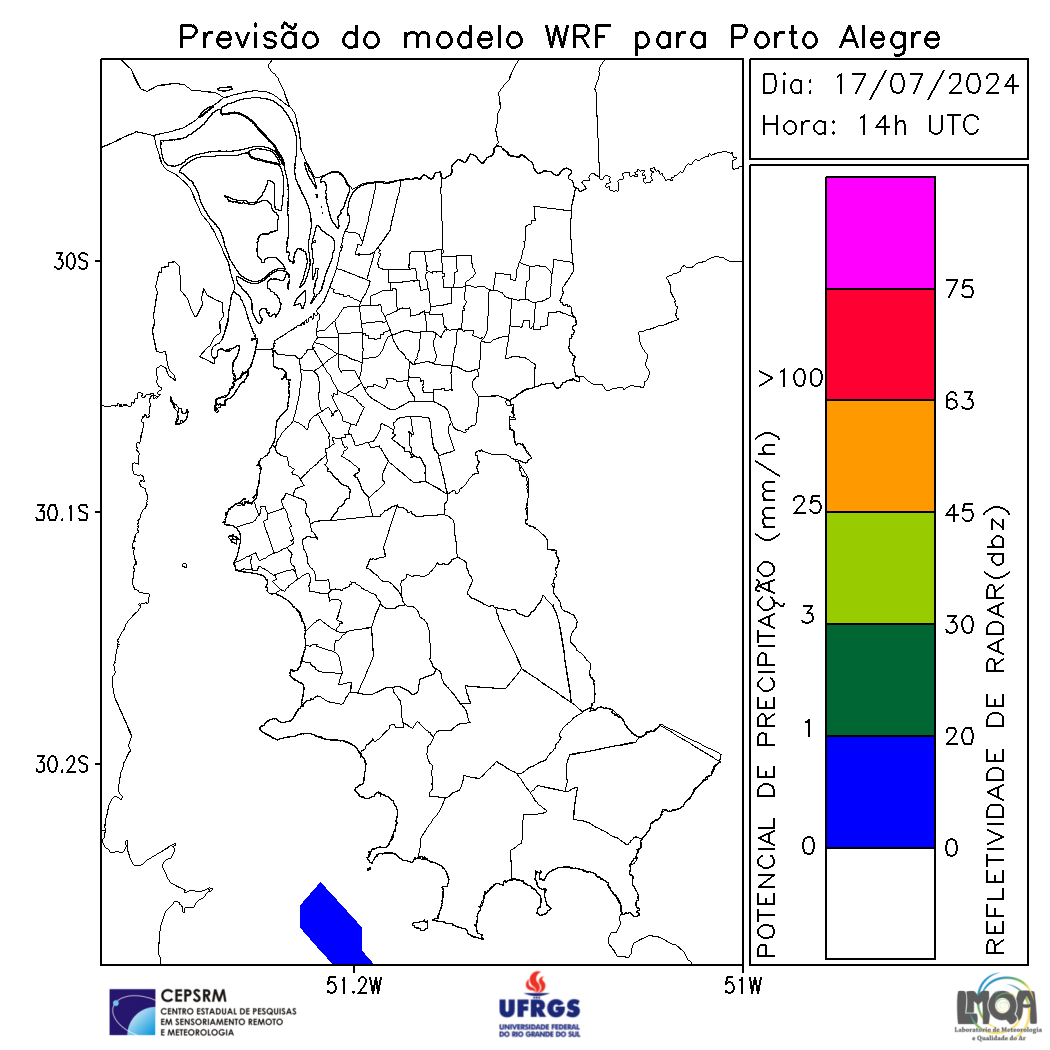 Previsão do modelo WRF para Porto Alegre
Dia: 17/07/2024
Hora: 14h UTC
30S
30.1S
30.2S
51.2W
51W
POTENCIAL DE PRECIPITAÇÃO (mm/h)
>100
25
3
1
0
75
63
45
30
20
0
REFLETIVIDADE DE RADAR(dbz)
CEPSRM
CENTRO ESTADUAL DE PESQUISAS
EM SENSORIAMENTO REMOTO
E METEOROLOGIA
UFRGS
UNIVERSIDADE FEDERAL
DO RIO GRANDE DO SUL
LMQA
Laboratório de Meteorologia
e Qualidade do Ar